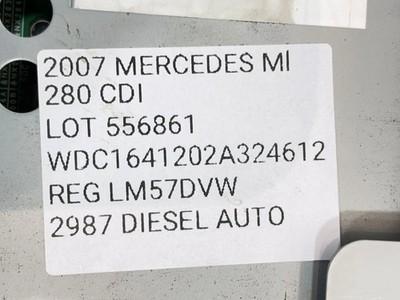 2007 MERCEDES MI
280 CDI
LOT 556861
WDC1641202A324612
REG LM57DVW
2987 DIESEL AUTO